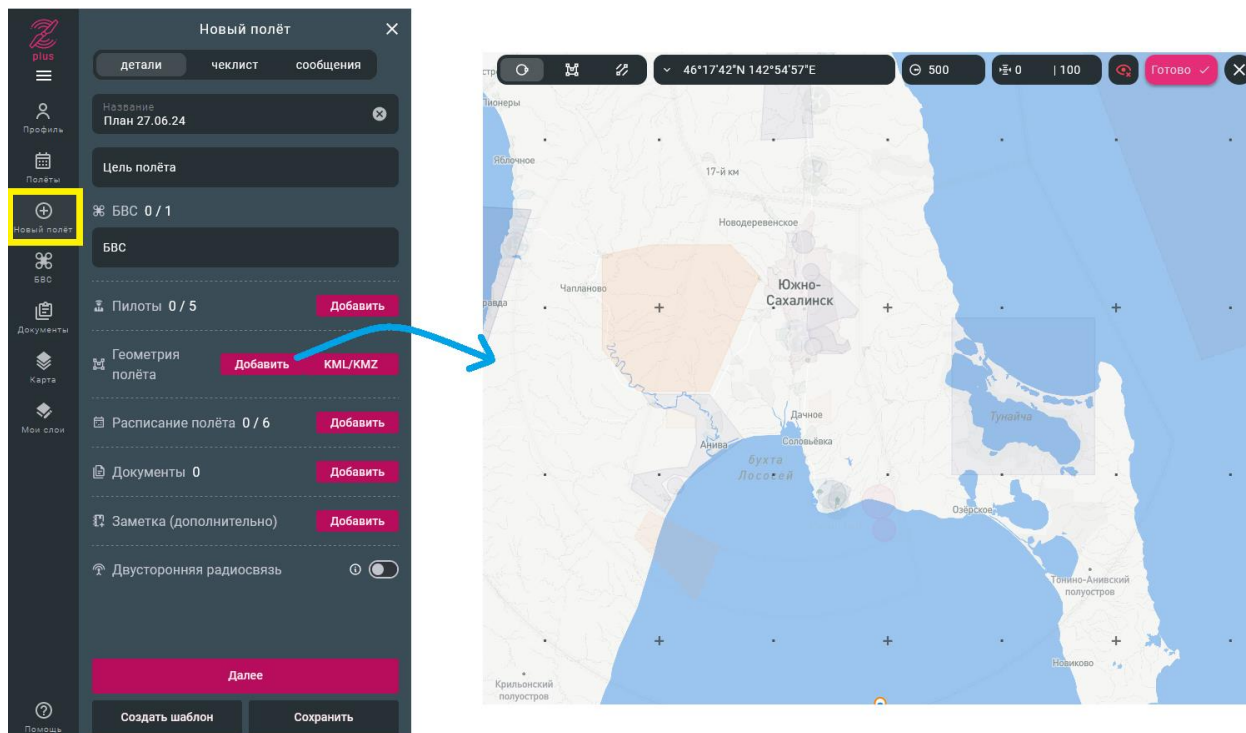 plus
Профиль
Полёты
Новый полёт
БВС
Документы
Карта
Мои слои
Помощь
Новый полёт
детали
чеклист
сообщения
Название
План 27.06.24
Цель полёта
БВС 0 / 1
БВС
Пилоты 0 / 5
Добавить
Геометрия
полёта
Добавить
KML/KMZ
Расписание полёта 0 / 6
Добавить
Документы 0
Добавить
Заметка (дополнительно)
Добавить
Двусторонняя радиосвязь
Далее
Создать шаблон
Сохранить
46°17'42"N 142°54'57"E
500
0
| 100
Готово
Яблочное
17-й км
Новодеревенское
Чапланово
Южно-
Сахалинск
Дачное
Соловьёвка
Анива
Бухта
Лососей
Тунайча
Озёрское
Тонино-Анивский
полуостров
Новиково
Крильонский
полуостров